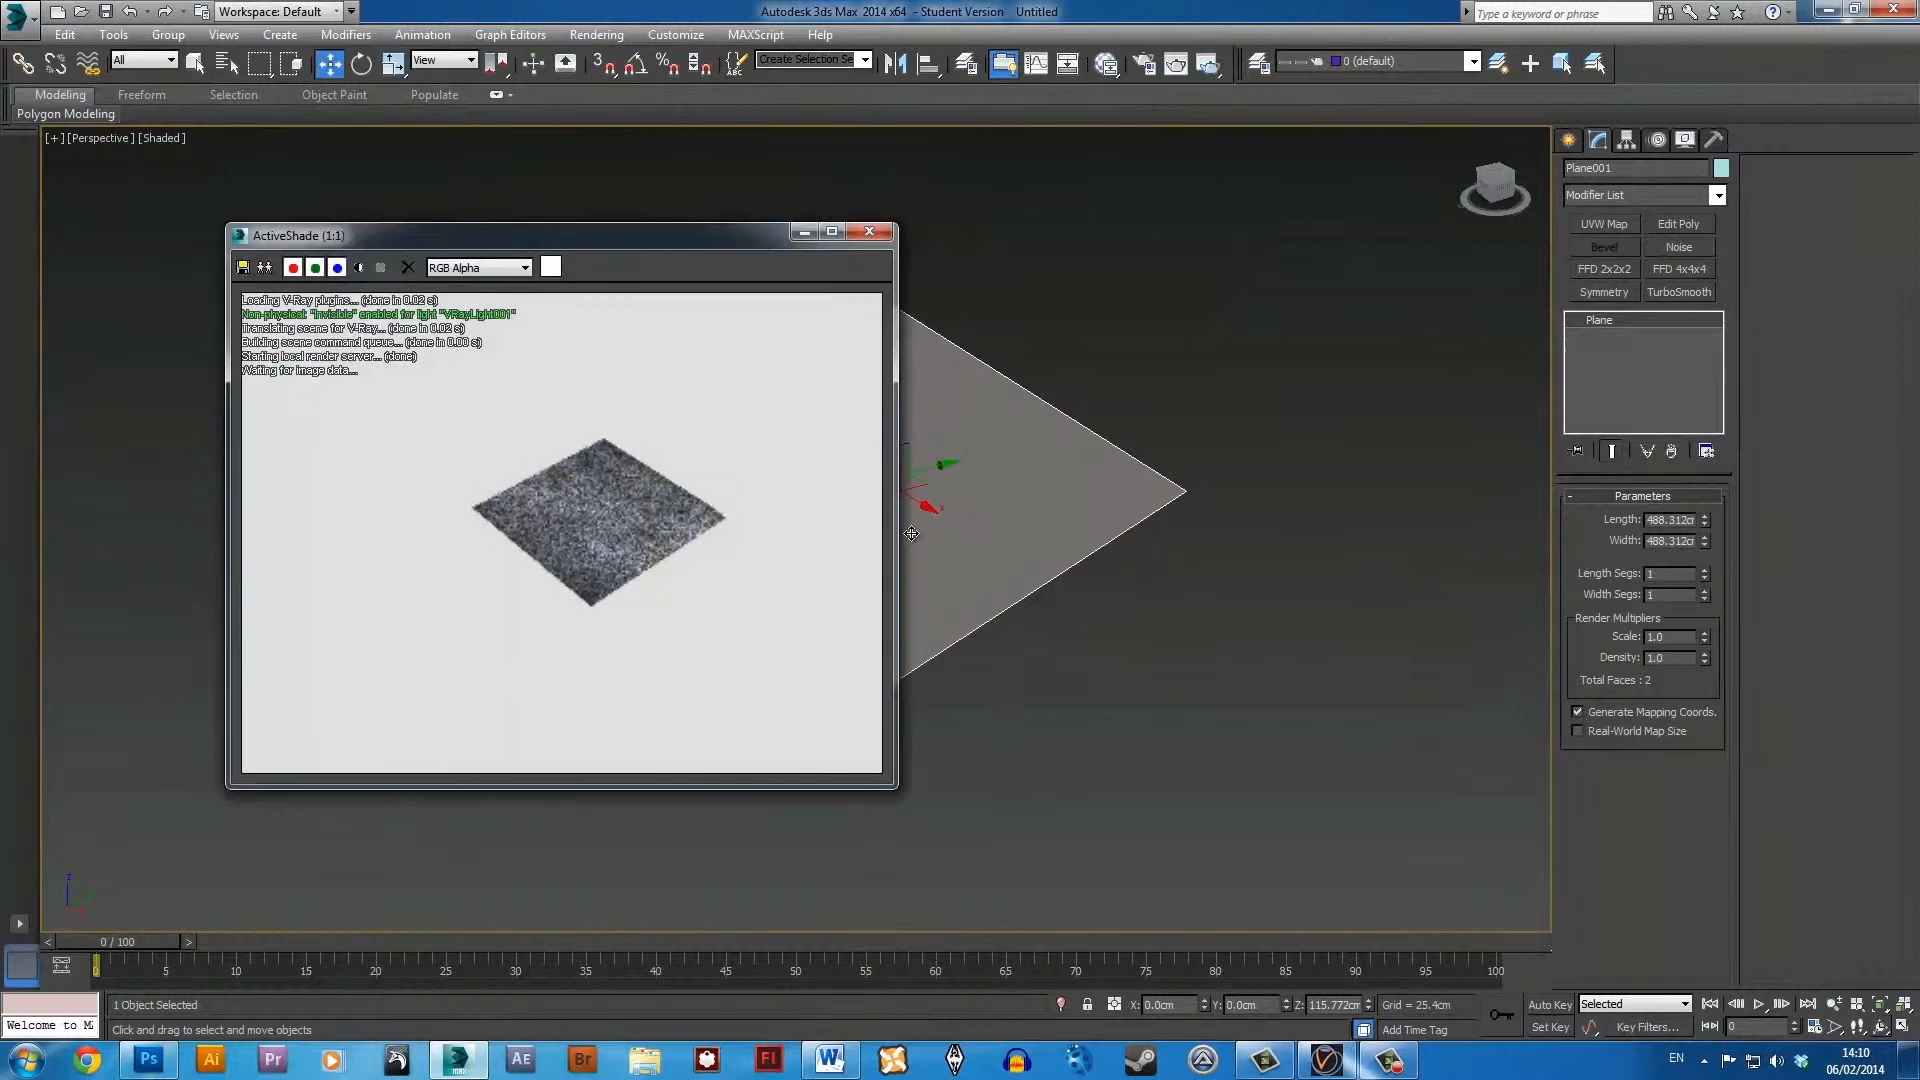 Workspace: Default
Autodesk 3ds Max 2014 x64 - Student Version Untitled
Type a keyword or phrase
Edit Tools Group Views Create Modifiers Animation Graph Editors Rendering Customize MAXScript Help
All
View
Create Selection Se
0 (default)
Modeling Freeform Selection Object Paint Populate
Polygon Modeling
[+] [Perspective] [Shaded]
ActiveShade (1:1)
RGB Alpha
Loading V-Ray plugins... (done in 0.02 s)
Non-physical: "Invisible" enabled for light "VRayLight001"
Translating scene for V-Ray... (done in 0.02 s)
Building scene command queue... (done in 0.00 s)
Starting local render server... (done)
Waiting for image data...
x
z
Plane001
Modifier List
UVW Map Edit Poly
Bevel Noise
FFD 2x2x2 FFD 4x4x4
Symmetry TurboSmooth
Plane
- Parameters
Length: 488.312cr
Width: 488.312cr
Length Segs: 1
Width Segs: 1
Render Multipliers
Scale: 1.0
Density: 1.0
Total Faces : 2
Generate Mapping Coords.
Real-World Map Size
< 0 / 100 >
0 5 10 15 20 25 30 35 40 45 50 55 60 65 70 75 80 85 90 95 100
1 Object Selected
X: 0.0cm Y: 0.0cm Z: 115.772cm Grid = 25.4cm
Auto Key Selected
Welcome to M
Click and drag to select and move objects
Add Time Tag
Set Key Key Filters... 0
Ps Ai Pr MAX AE Br Fl W
EN
14:10
06/02/2014